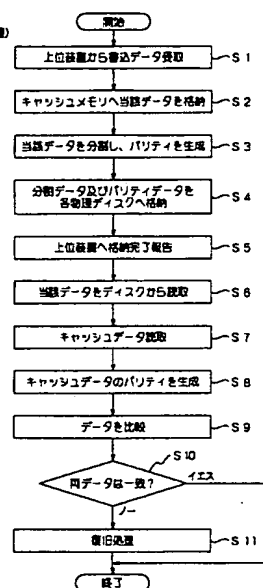 開始
上位装置から書込データ受取
S1
キャッシュメモリへ当該データを格納
S2
当該データを分割し、パリティを生成
S3
分割データ及びパリティデータを
各物理ディスクへ格納
S4
上位装置へ格納完了報告
S5
当該データをディスクから読取
S6
キャッシュデータ読取
S7
キャッシュデータのパリティを生成
S8
データを比較
S9
S10
両データは一致?
イエス
ノー
復旧処理
S11
終了